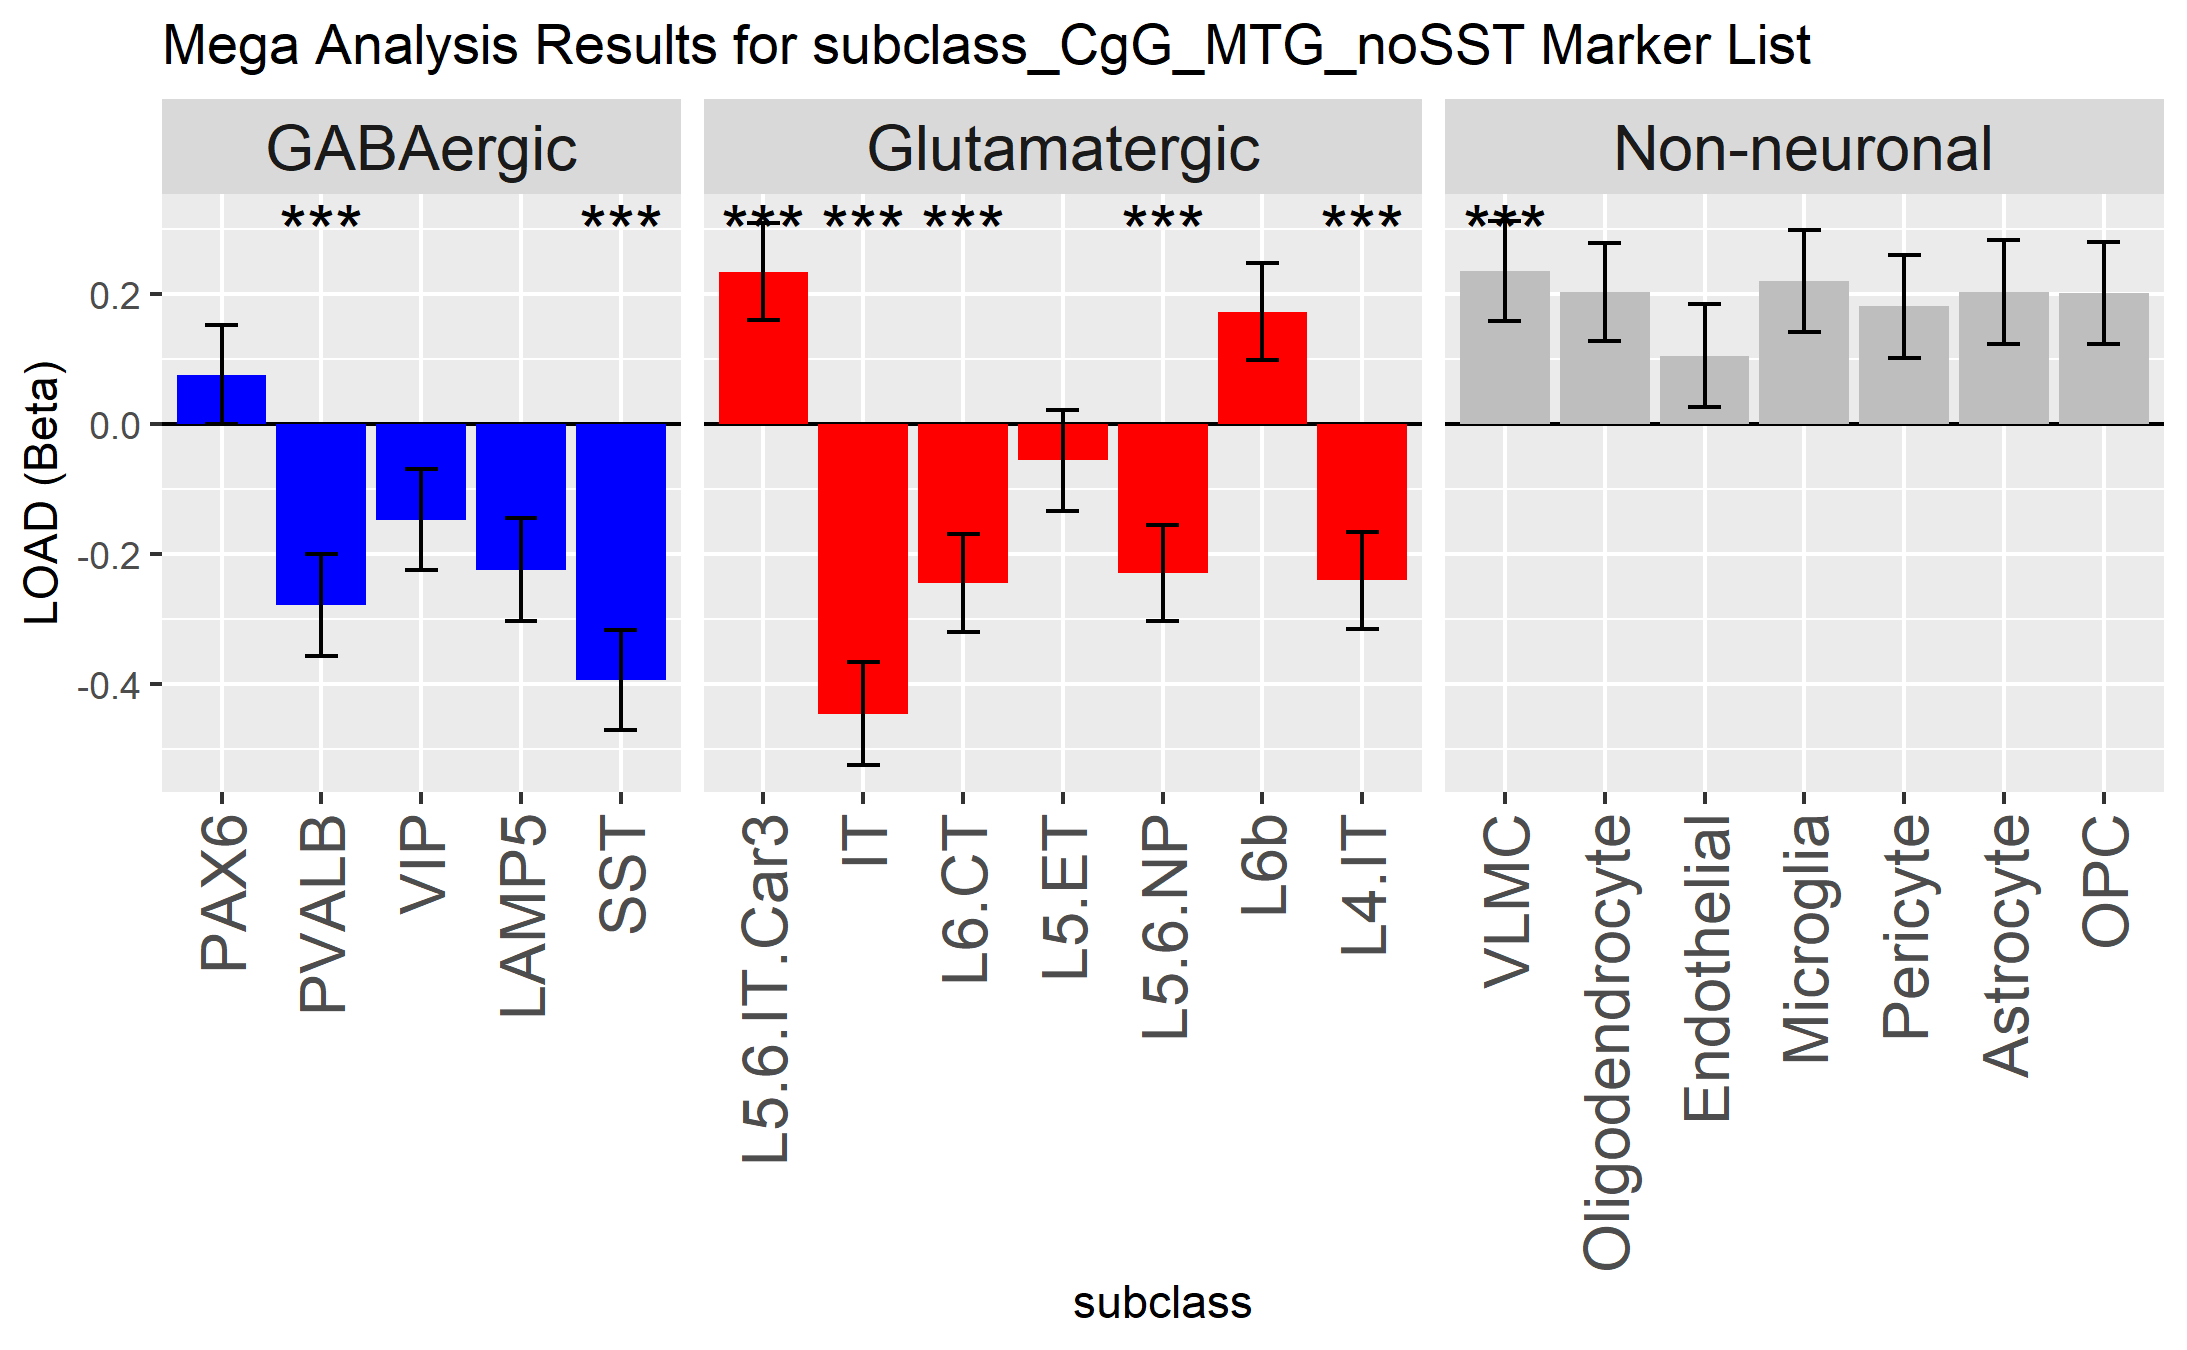 Mega Analysis Results for subclass_CgG_MTG_noSST Marker List
GABAergic
Glutamatergic
Non-neuronal
*** *** *** *** *** *** *** ***
LOAD (Beta)
0.2
0.0
-0.2
-0.4
PAX6
PVALB
VIP
LAMP5
SST
L5.6.IT.Car3
IT
L6.CT
L5.ET
L5.6.NP
L6b
L4.IT
VLMC
Oligodendrocyte
Endothelial
Microglia
Pericyte
Astrocyte
OPC
subclass